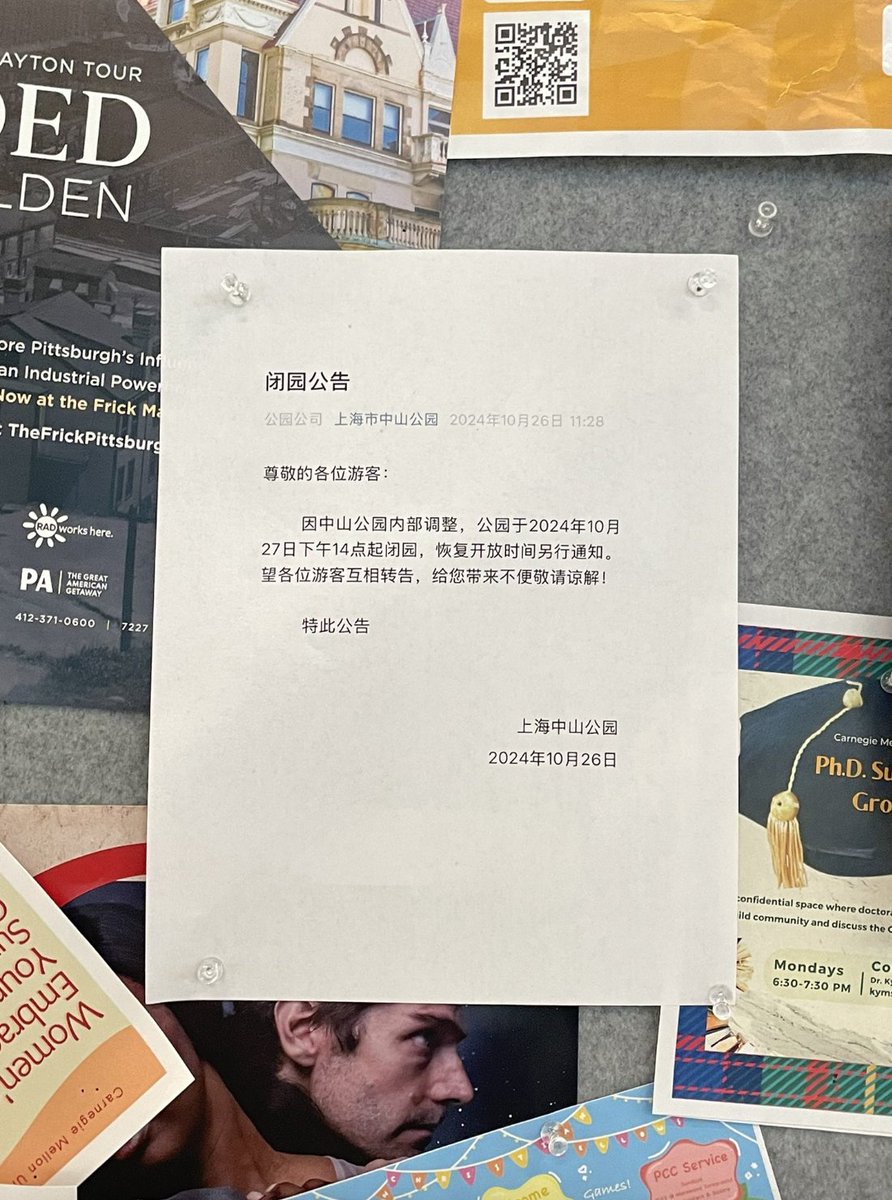 AYTON TOUR
DED
LDEN
闭园公告
公园公司 上海市中山公园 2024年10月26日 11:28
尊敬的各位游客：
因中山公园内部调整，公园于2024年10月
27日下午14点起闭园，恢复开放时间另行通知。
望各位游客互相转告，给您带来不便敬请谅解！
特此公告
上海中山公园
2024年10月26日
ore Pittsburgh's Infl
an Industrial Power
Now at the Frick Ma
: TheFrickPittsburg
RAD works here.
PA | THE GREAT
AMERICAN
GETAWAY
412-371-0600 | 7227
Carnegie Me
Ph.D. Su
Gro
confidential space where doctora
ild community and discuss the C
Mondays
6:30-7:30 PM
Co
Dr. Ky
kyms
Women'
Embrac
Your
Su
Carnegie Mellon U
Games!
PCC Service